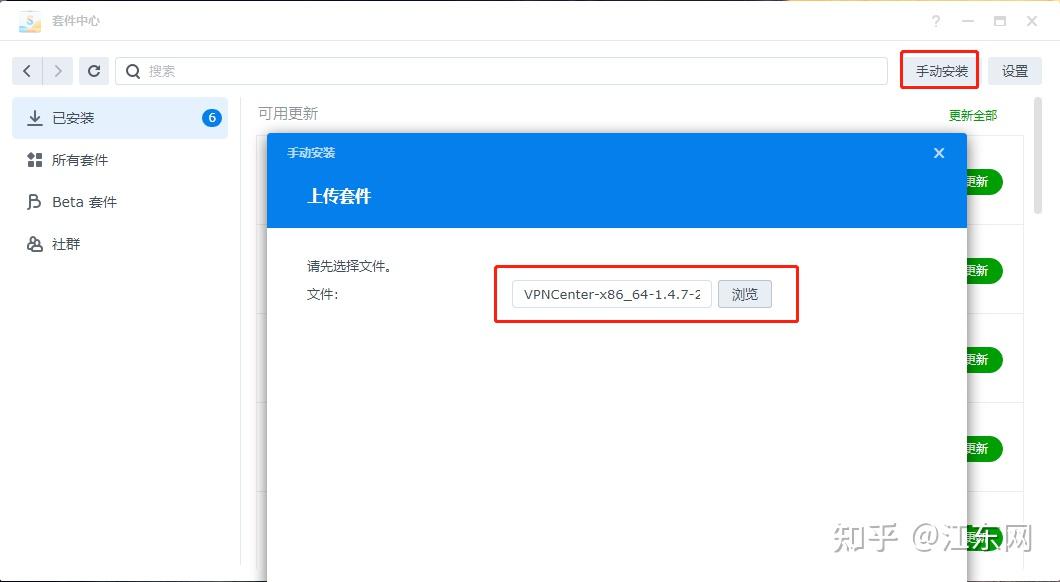 套件中心
搜索
手动安装
设置
已安装
6
可用更新
更新全部
所有套件
Beta 套件
社群
手动安装
上传套件
请先选择文件。
文件:
VPNCenter-x86_64-1.4.7-2
浏览
更新
更新
更新
更新
更新
知乎 @江东网